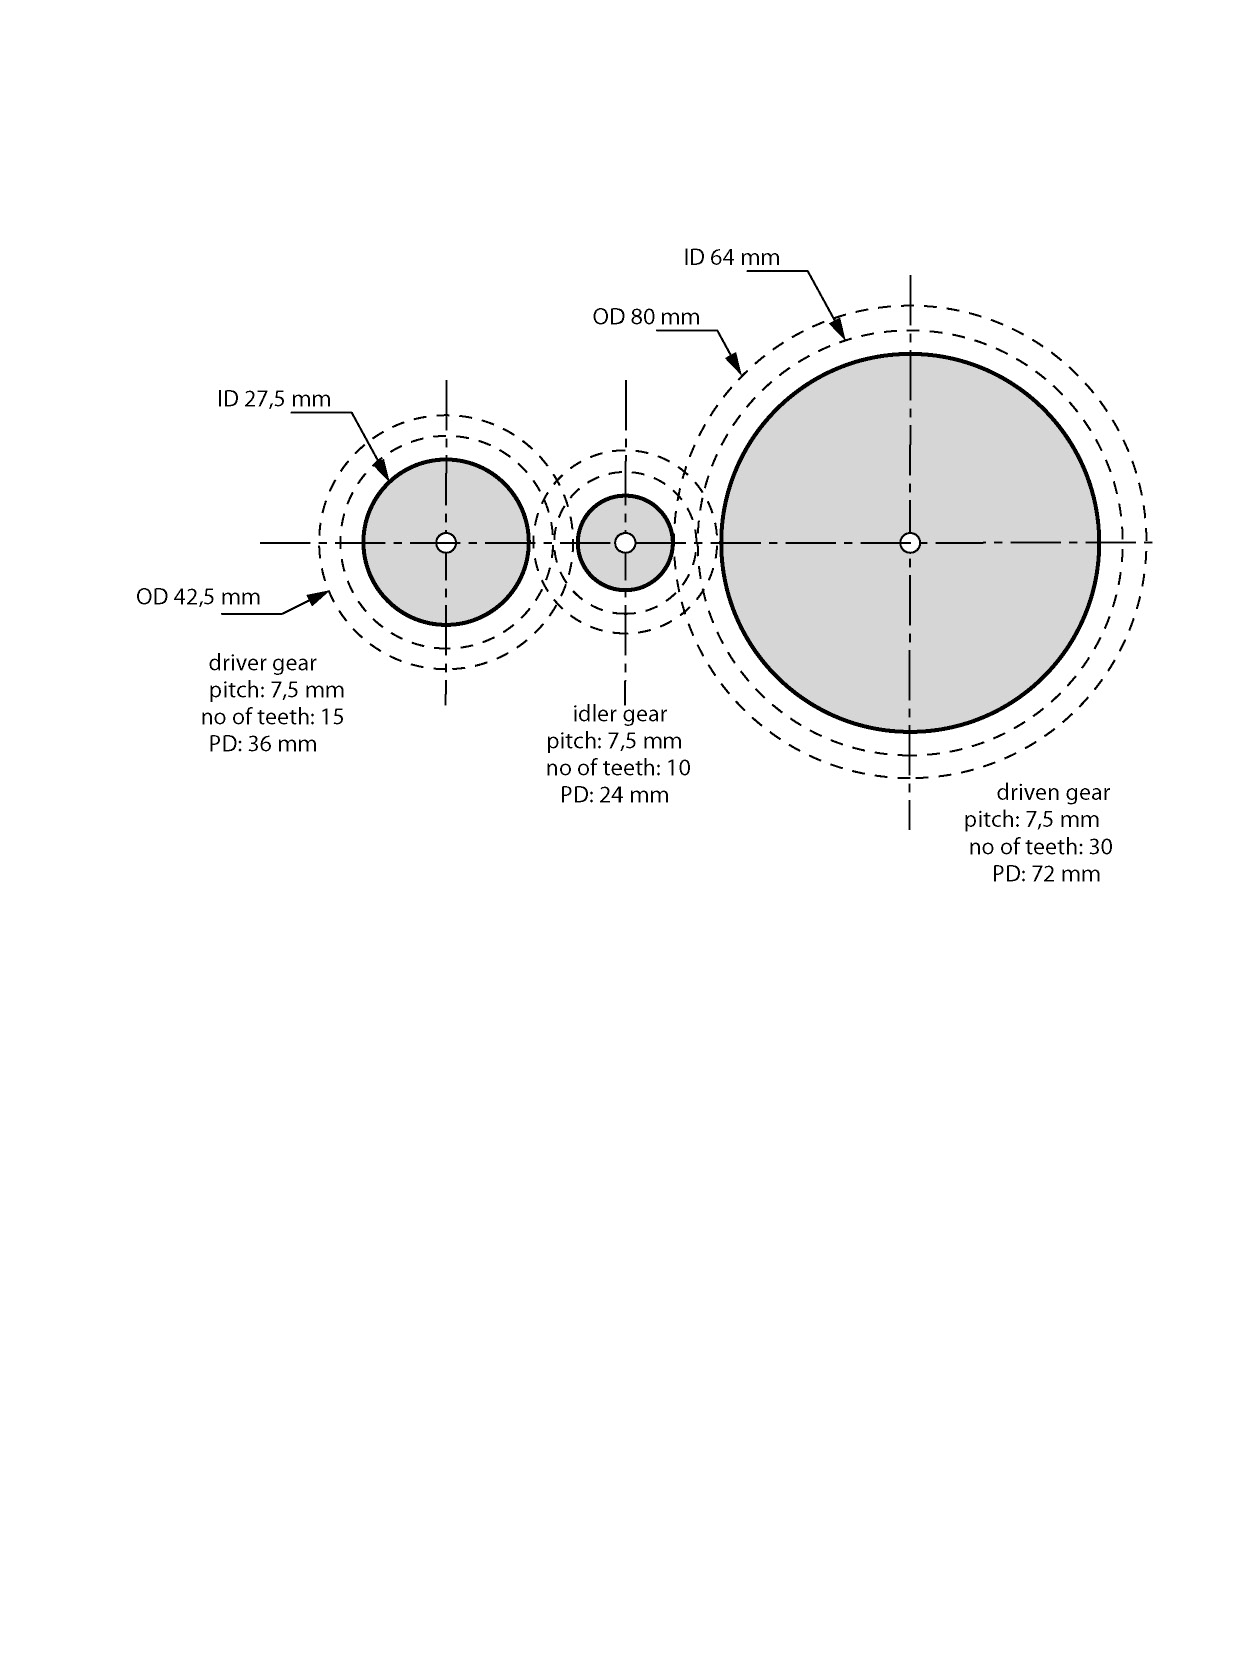 ID 64 mm
OD 80 mm
ID 27,5 mm
OD 42,5 mm
driver gear
pitch: 7,5 mm
no of teeth: 15
PD: 36 mm
idler gear
pitch: 7,5 mm
no of teeth: 10
PD: 24 mm
driven gear
pitch: 7,5 mm
no of teeth: 30
PD: 72 mm